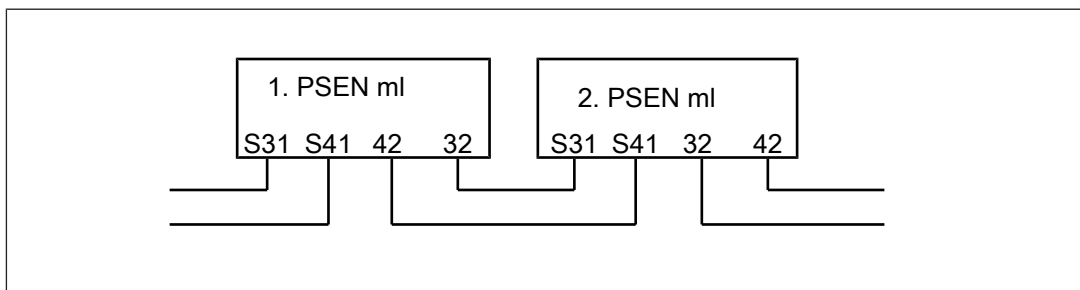 1. PSEN ml
S31 S41 42 32
2. PSEN ml
S31 S41 32 42